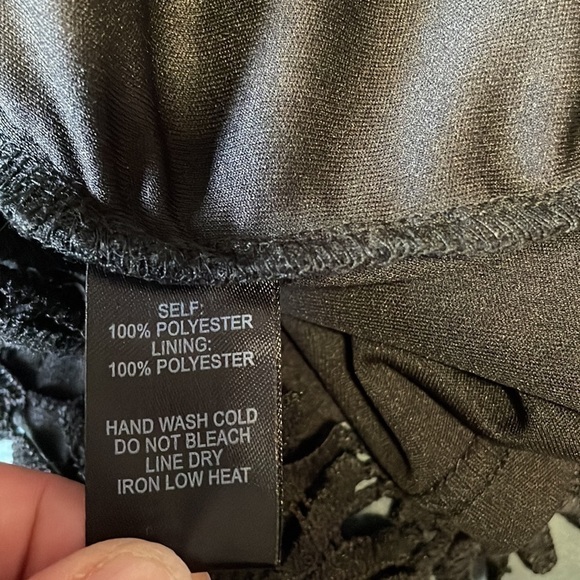 SELF:
100% POLYESTER
LINING:
100% POLYESTER
HAND WASH COLD
DO NOT BLEACH
LINE DRY
IRON LOW HEAT